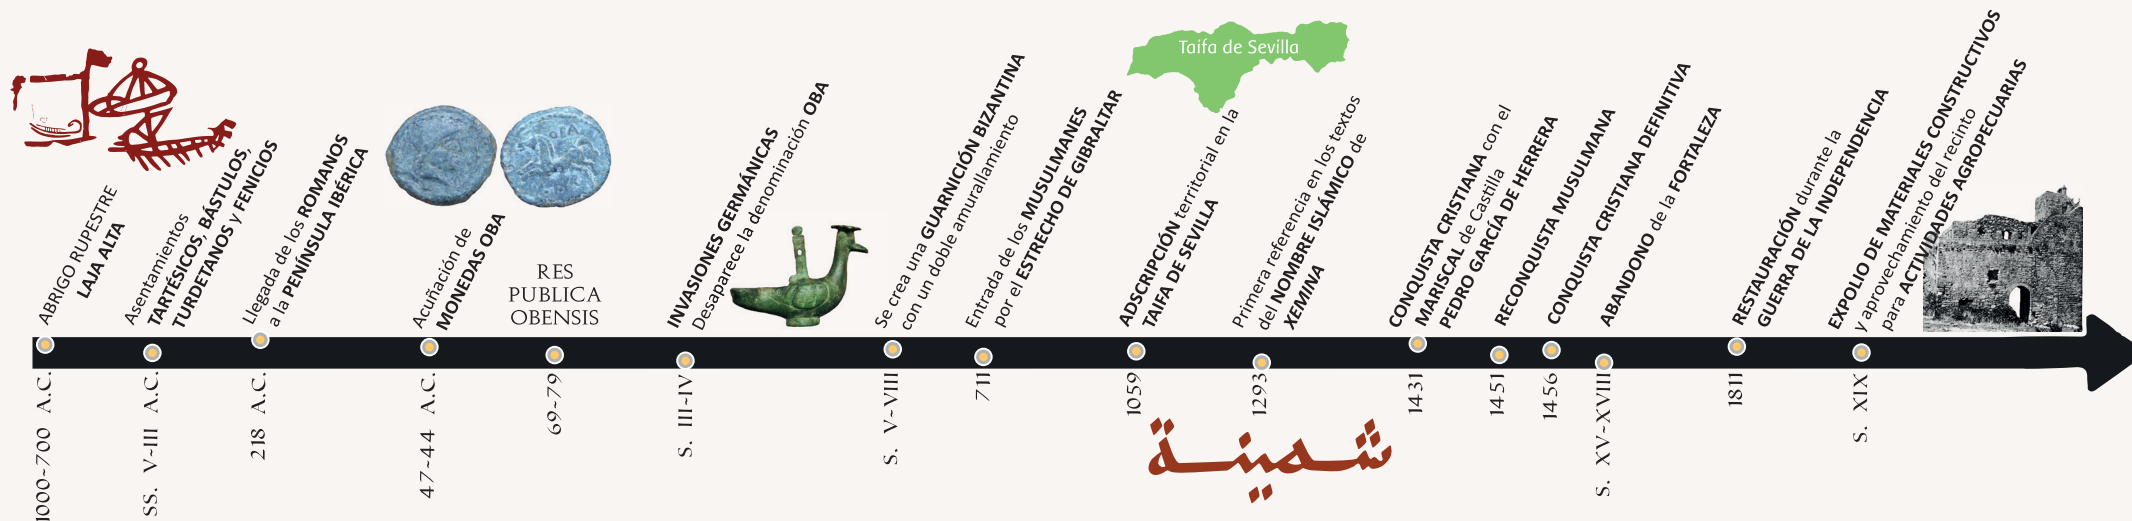 ABRIGO RUPESTRE
LAJA ALTA
1000-700 A.C.
Asentamientos
TARTÉSICOS, BÁSTULOS,
TURDETANOS y FENICIOS
SS. V-III A.C.
Llegada de los ROMANOS
a la PENÍNSULA IBÉRICA
218 A.C.
Acuñación de
MONEDAS OBA
47-44 A.C.
RES
PUBLICA
OBENSIS
69-79
INVASIONES GERMÁNICAS
Desaparece la denominación OBA
S. III-IV
Se crea una GUARNICIÓN BIZANTINA
con un doble amurallamiento
S. V-VIII
Entrada de los MUSULMANES
por el ESTRECHO DE GIBRALTAR
711
Taifa de Sevilla
ADSCRIPCIÓN territorial en la
TAIFA DE SEVILLA
1059
Primera referencia en los textos
del NOMBRE ISLÁMICO de
XEMINA
1293
شمينة
CONQUISTA CRISTIANA con el
MARISCAL de Castilla
PEDRO GARCÍA DE HERRERA
1431
RECONQUISTA MUSULMANA
1451
CONQUISTA CRISTIANA DEFINITIVA
1456
ABANDONO de la FORTALEZA
S. XV-XVIII
RESTAURACIÓN durante la
GUERRA DE LA INDEPENDENCIA
1811
EXPOLIO DE MATERIALES CONSTRUCTIVOS
y aprovechamiento del recinto
para ACTIVIDADES AGROPECUARIAS
S. XIX